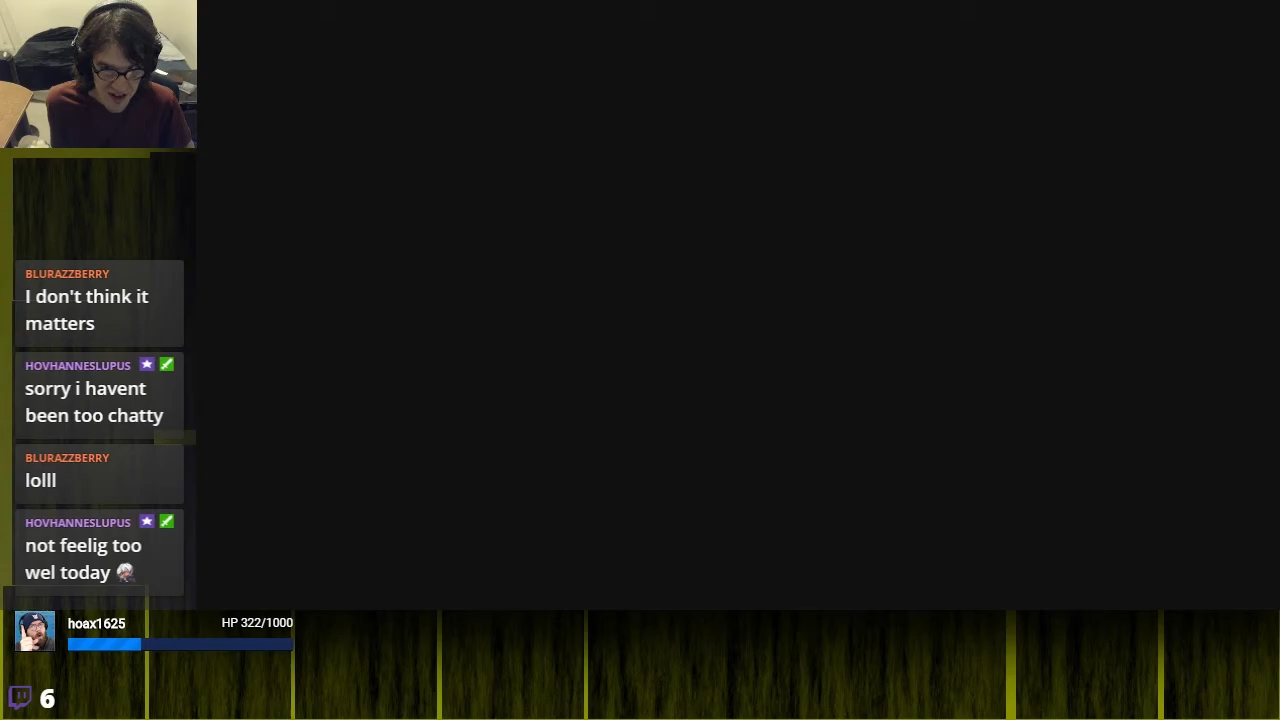 BLURAZZBERRY
I don't think it
matters
HOVHANNESLUPUS
sorry i havent
been too chatty
BLURAZZBERRY
lolll
HOVHANNESLUPUS
not feelig too
wel today
hoax1625 HP 322/1000
6